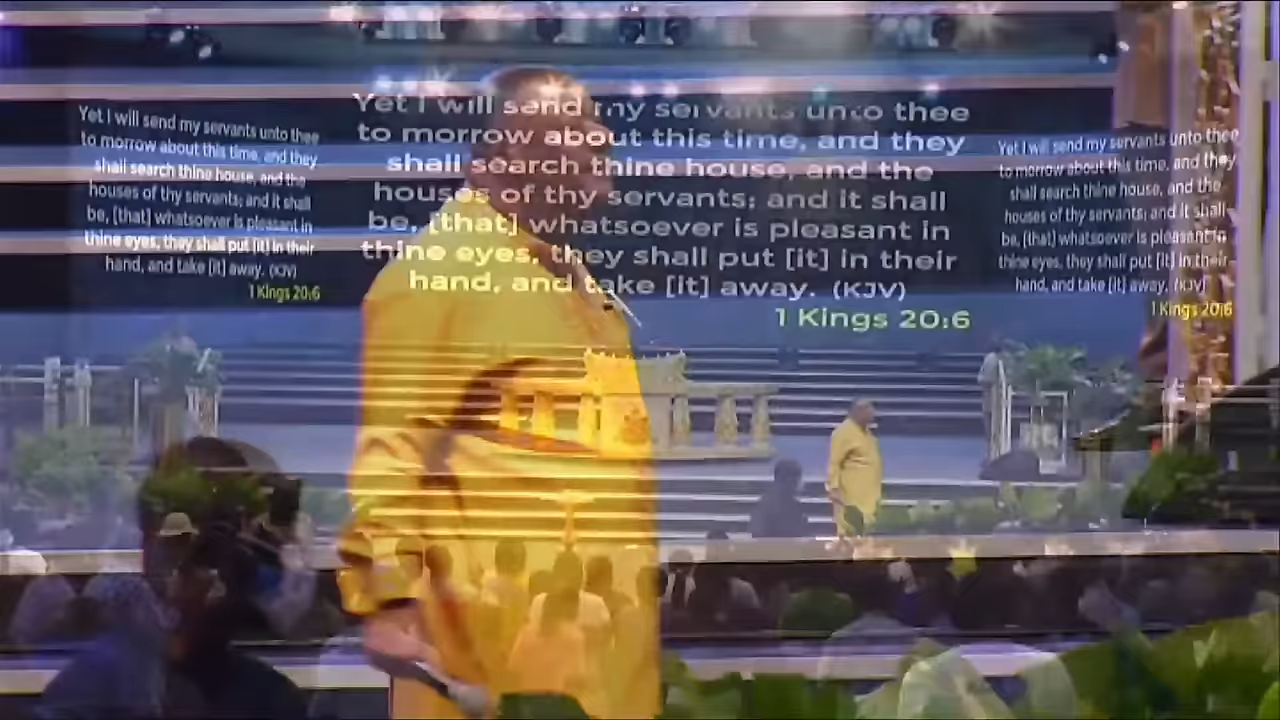 Yet I will send my servants unto thee
to morrow about this time, and they
shall search thine house, and the
houses of thy servants; and it shall
be, [that] whatsoever is pleasant in
thine eyes, they shall put [it] in their
hand, and take [it] away. (KJV)
1 Kings 20:6
Yet I will send my servants unto thee
to morrow about this time, and they
shall search thine house, and the
houses of thy servants; and it shall
be, [that] whatsoever is pleasant in
thine eyes, they shall put [it] in their
hand, and take [it] away. (KJV)
1 Kings 20:6
Yet I will send my servants unto thee
to morrow about this time, and they
shall search thine house, and the
houses of thy servants; and it shall
be, [that] whatsoever is pleasant in
thine eyes, they shall put [it] in their
hand, and take [it] away. (KJV)
1 Kings 20:6